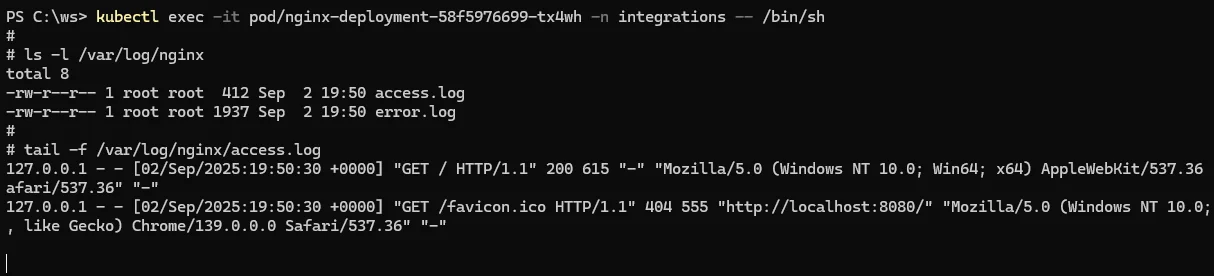 PS C:\ws> kubectl exec -it pod/nginx-deployment-58f5976699-tx4wh -n integrations -- /bin/sh
#
# ls -l /var/log/nginx
total 8
-rw-r--r-- 1 root root  412 Sep  2 19:50 access.log
-rw-r--r-- 1 root root 1937 Sep  2 19:50 error.log
#
# tail -f /var/log/nginx/access.log
127.0.0.1 - - [02/Sep/2025:19:50:30 +0000] "GET / HTTP/1.1" 200 615 "-" "Mozilla/5.0 (Windows NT 10.0; Win64; x64) AppleWebKit/537.36
afari/537.36" "-"
127.0.0.1 - - [02/Sep/2025:19:50:30 +0000] "GET /favicon.ico HTTP/1.1" 404 555 "http://localhost:8080/" "Mozilla/5.0 (Windows NT 10.0;
, like Gecko) Chrome/139.0.0.0 Safari/537.36" "-"